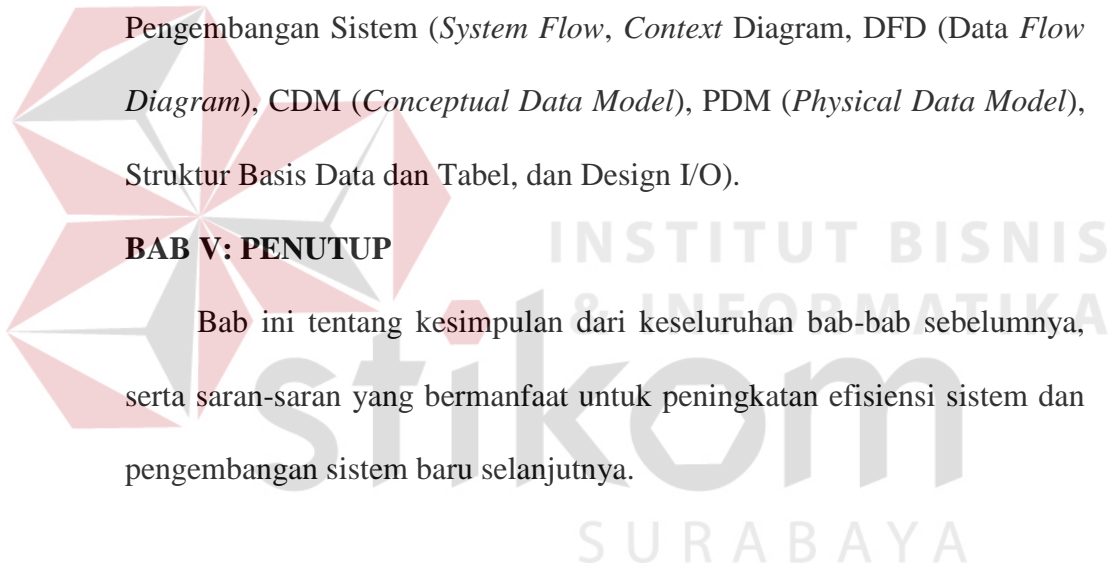 Pengembangan Sistem (System Flow, Context Diagram, DFD (Data Flow
Diagram), CDM (Conceptual Data Model), PDM (Physical Data Model),
Struktur Basis Data dan Tabel, dan Design I/O).
BAB V: PENUTUP
INSTITUT BISNIS
& INFORMATIKA
Bab ini tentang kesimpulan dari keseluruhan bab-bab sebelumnya,
stikom
serta saran-saran yang bermanfaat untuk peningkatan efisiensi sistem dan
pengembangan sistem baru selanjutnya.
SURABAYA